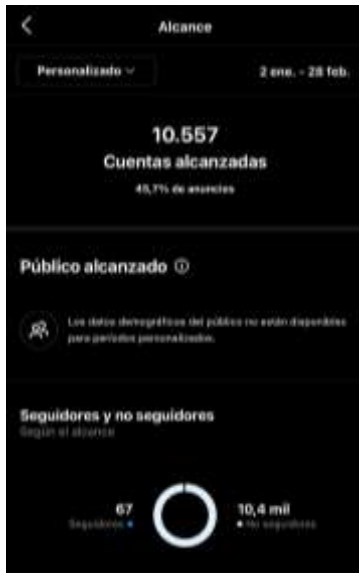 Alcance
Personalizado
2 ene. - 28 feb.
10.557
Cuentas alcanzadas
45,7% de anuncios
Público alcanzado
Los datos demográficos del público no están disponibles
para períodos personalizados.
Seguidores y no seguidores
Según el alcance
67
Seguidores
10,4 mil
No seguidores